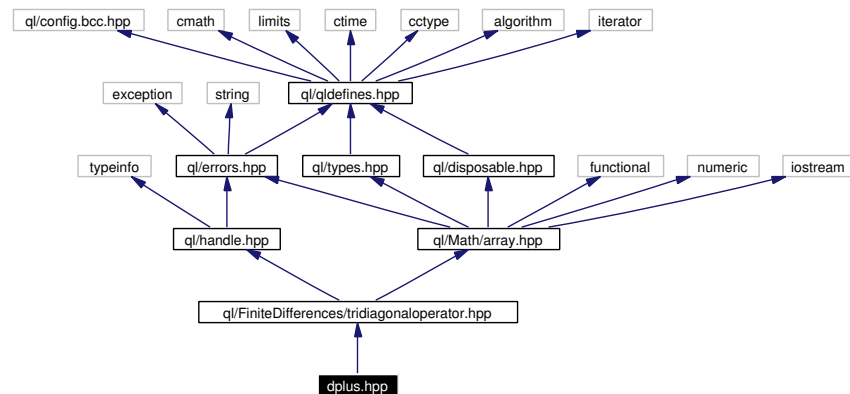 ql/config.bcc.hpp cmath limits ctime cctype algorithm iterator
exception string ql/qldefines.hpp
typeinfo ql/errors.hpp ql/types.hpp ql/disposable.hpp functional numeric iostream
ql/handle.hpp ql/Math/array.hpp
ql/FiniteDifferences/tridiagonaloperator.hpp
dplus.hpp